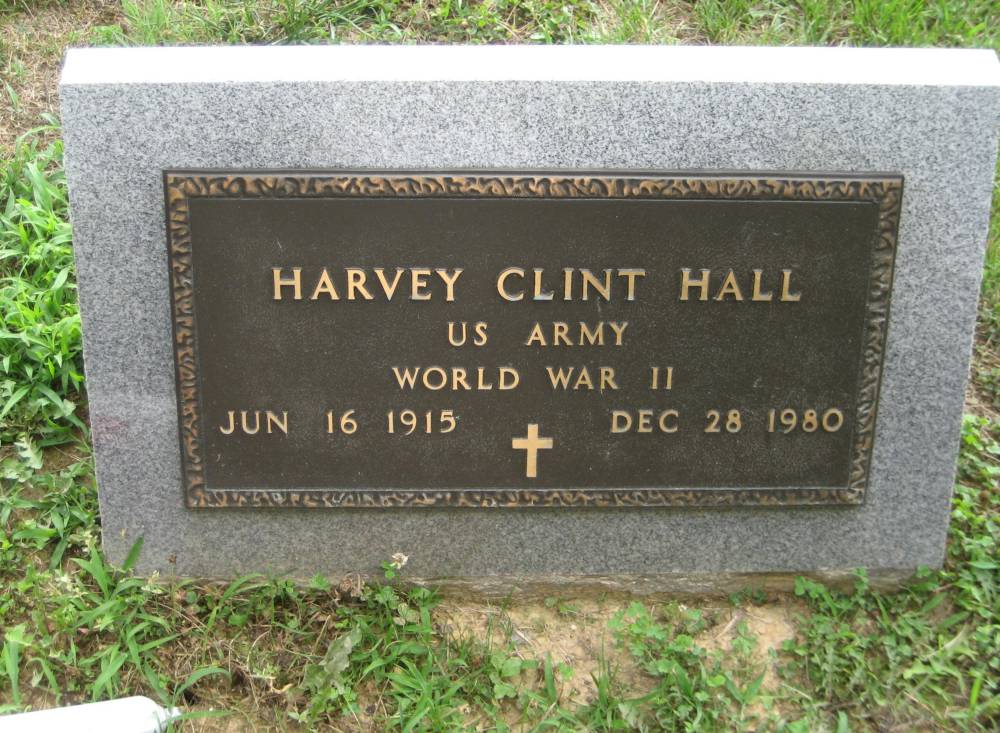 HARVEY CLINT HALL
US ARMY
WORLD WAR II
JUN 16 1915 DEC 28 1980